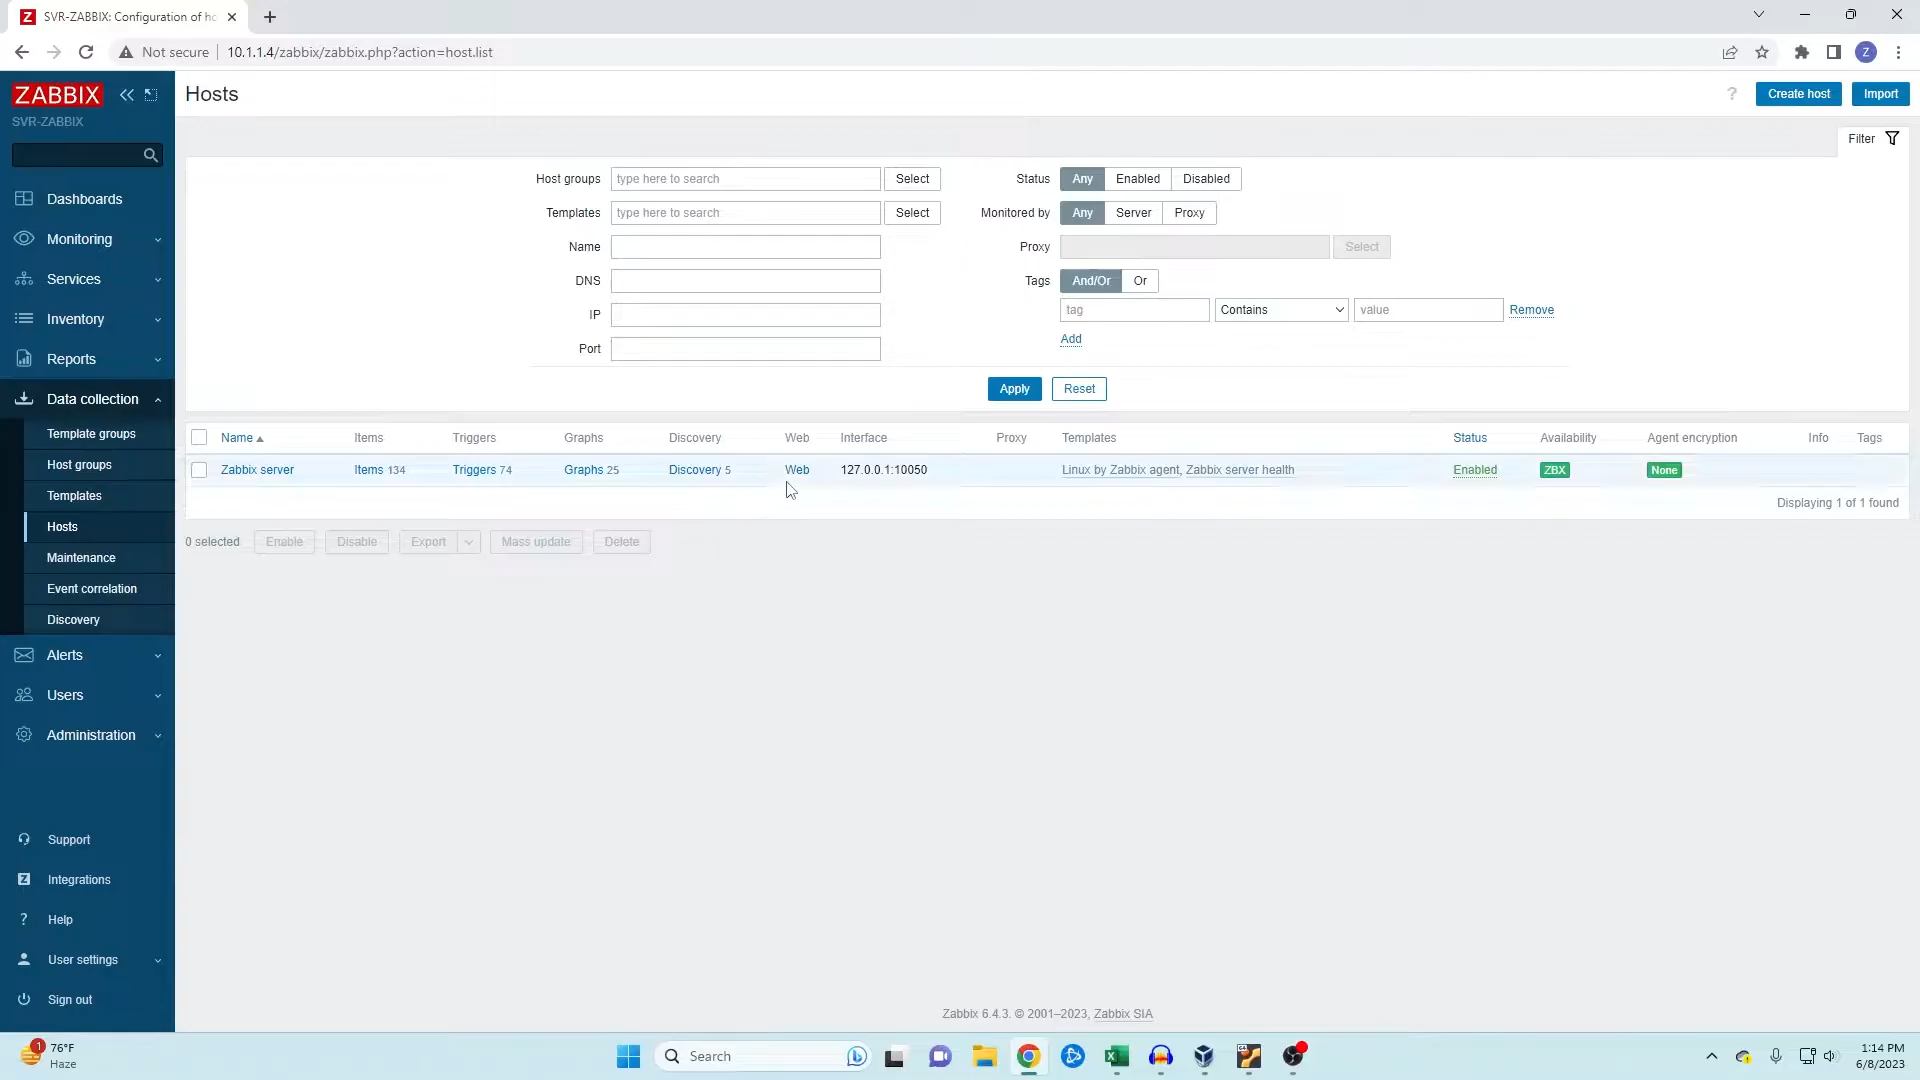 SVR-ZABBIX: Configuration of ho
Not secure 10.1.1.4/zabbix/zabbix.php?action=host.list Z
ZABBIX
SVR-ZABBIX
Dashboards
Monitoring
Services
Inventory
Reports
Data collection
Template groups
Host groups
Templates
Hosts
Maintenance
Event correlation
Discovery
Alerts
Users
Administration
Support
Integrations
Help
User settings
Sign out
Hosts ? Create host Import
Filter
Host groups type here to search Select Status Any Enabled Disabled
Templates type here to search Select Monitored by Any Server Proxy
Name Proxy Select
DNS Tags And/Or Or
IP tag Contains value Remove
Add
Port
Apply Reset
Name Items Triggers Graphs Discovery Web Interface Proxy Templates Status Availability Agent encryption Info Tags
Zabbix server Items 134 Triggers 74 Graphs 25 Discovery 5 Web 127.0.0.1:10050 Linux by Zabbix agent, Zabbix server health Enabled ZBX None
Displaying 1 of 1 found
0 selected Enable Disable Export Mass update Delete
Zabbix 6.4.3. © 2001–2023, Zabbix SIA
1 76°F
Haze
Search
1:14 PM
6/8/2023